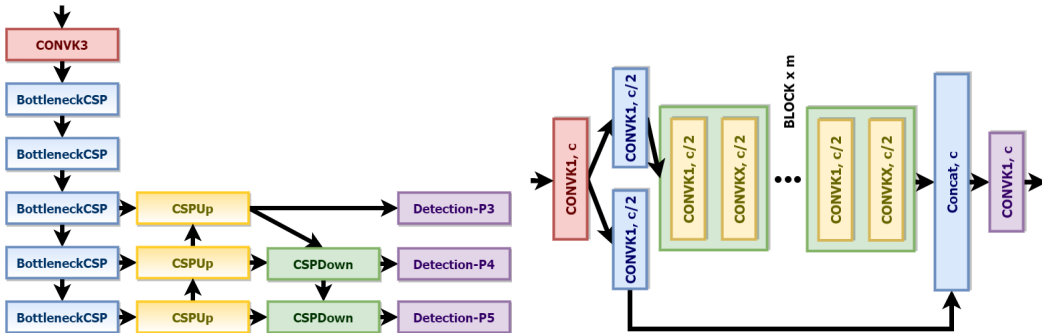 CONVK3
BottleneckCSP
BottleneckCSP
BottleneckCSP
CSPUp
Detection-P3
BottleneckCSP
CSPUp
CSPDown
Detection-P4
BottleneckCSP
CSPUp
CSPDown
Detection-P5
CONVK1, c
CONVK1, c/2
CONVK1, c/2
CONVK1, c/2
CONVKX, c/2
BLOCK x m
CONVK1, c/2
CONVKX, c/2
Concat, c
CONVK1, c